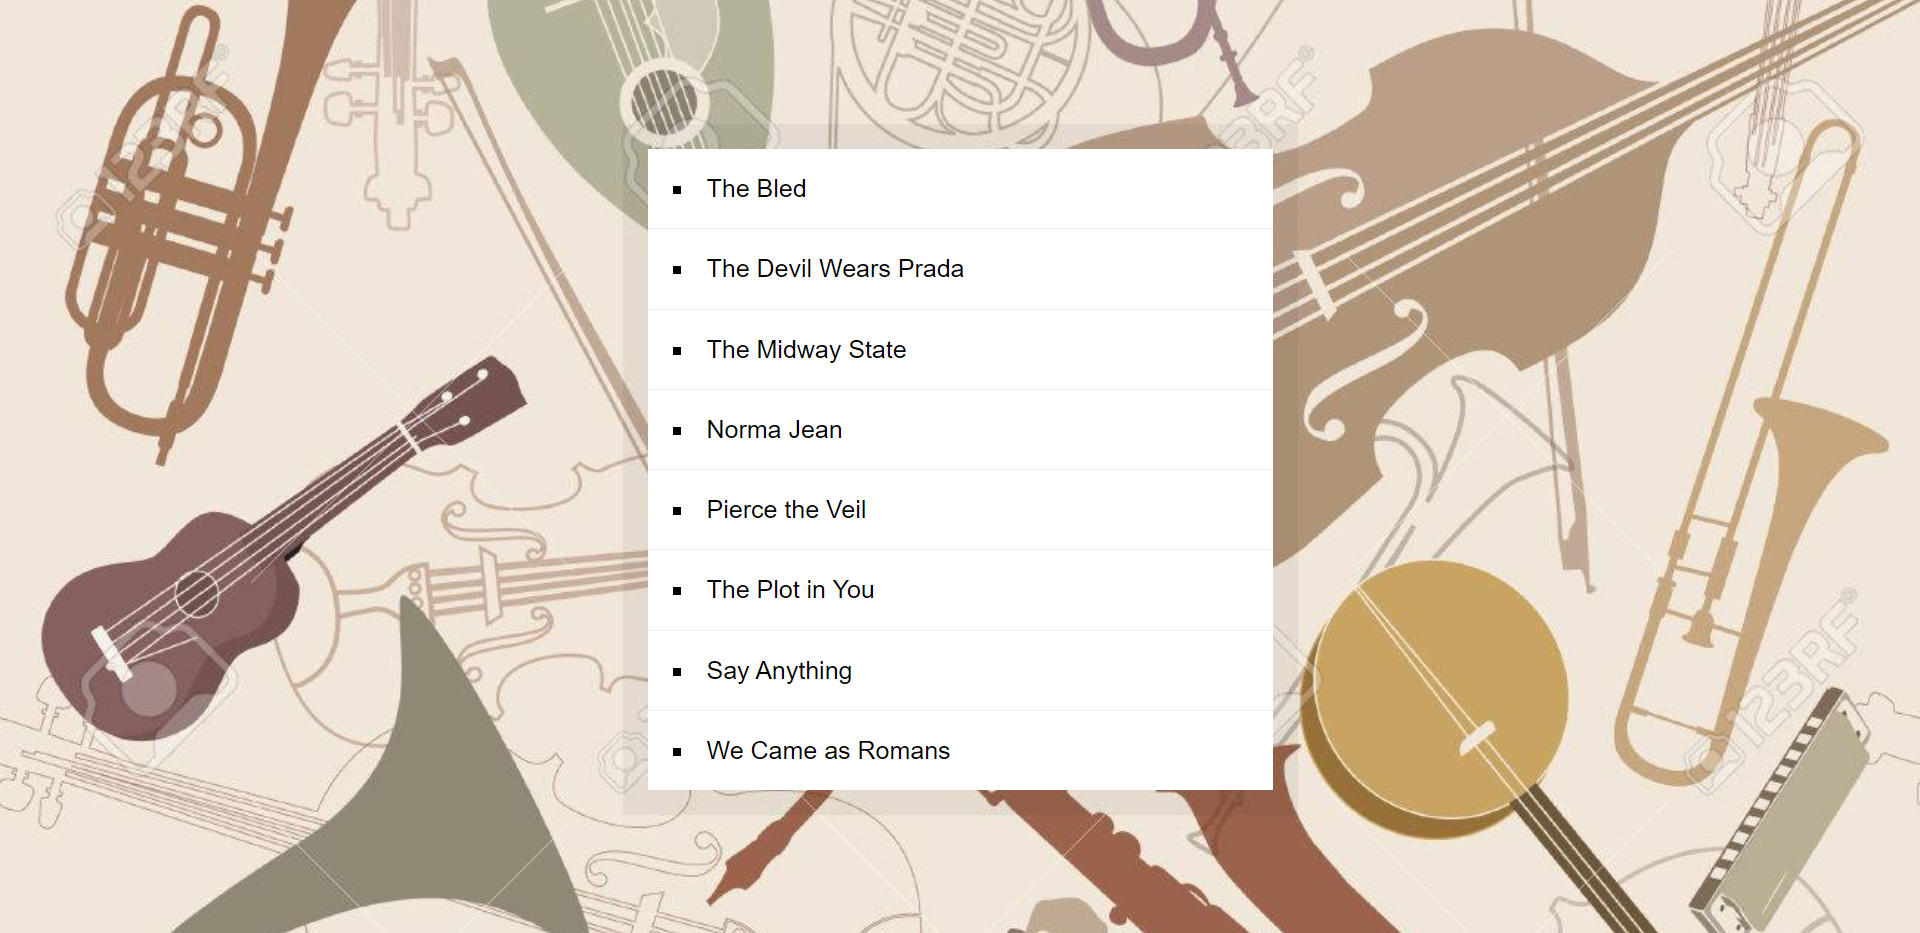 123RF®
123RF®
The Bled
The Devil Wears Prada
The Midway State
Norma Jean
Pierce the Veil
The Plot in You
Say Anything
We Came as Romans
123RF®